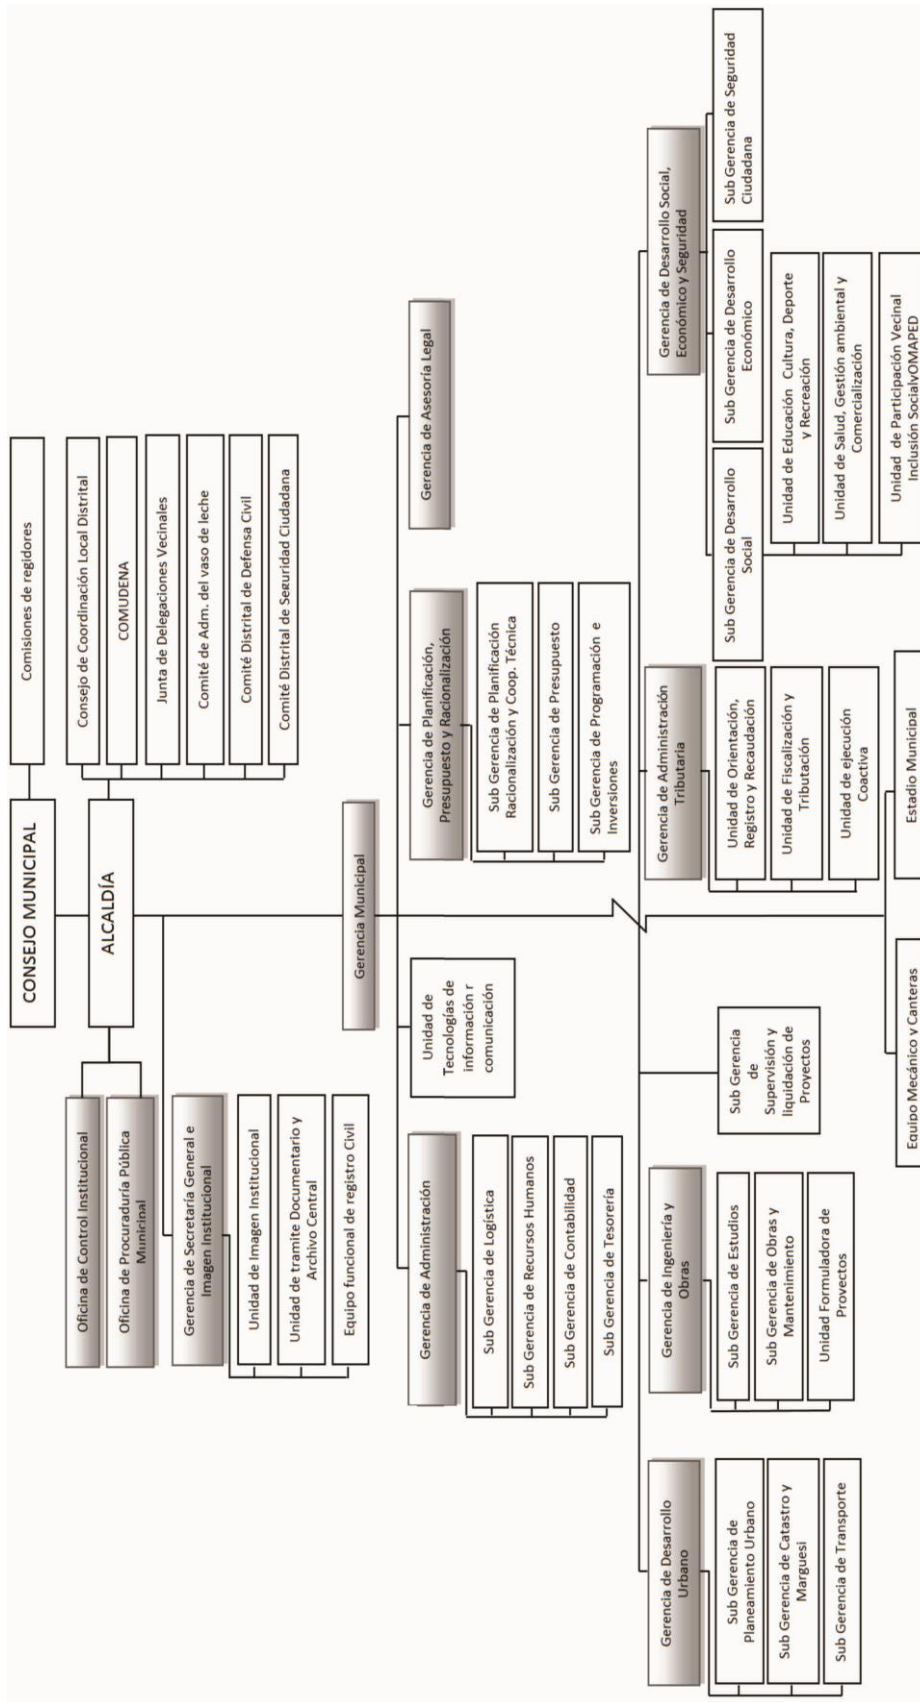 CONSEJO MUNICIPAL
Comisiones de regidores
ALCALDÍA
Consejo de Coordinación Local Distrital
COMUDENA
Junta de Delegaciones Vecinales
Comité de Adm. del vaso de leche
Comité Distrital de Defensa Civil
Comité Distrital de Seguridad Ciudadana
Oficina de Control Institucional
Oficina de Procuraduría Pública
Municinal
Gerencia de Secretaría General e
Imagen Institucional
Unidad de Imagen Institucional
Unidad de tramite Documentario y
Archivo Central
Equipo funcional de registro Civil
Gerencia Municipal
Gerencia de Administración
Sub Gerencia de Logística
Sub Gerencia de Recursos Humanos
Sub Gerencia de Contabilidad
Sub Gerencia de Tesorería
Unidad de
Tecnologías de
información r
comunicación
Gerencia de Planificación,
Presupuesto y Racionalización
Sub Gerencia de Planificación
Racionalización y Coop. Técnica
Sub Gerencia de Presupuesto
Sub Gerencia de Programación e
Inversiones
Gerencia de Asesoría Legal
Gerencia de Desarrollo
Urbano
Sub Gerencia de
Planeamiento Urbano
Sub Gerencia de Catastro y
Marguesi
Sub Gerencia de Transporte
Gerencia de Ingeniería y
Obras
Sub Gerencia de Estudios
Sub Gerencia de Obras y
Mantenimiento
Unidad Formuladora de
Provectos
Sub Gerencia
de
Supervisión y
liquidación de
Proyectos
Gerencia de Administración
Tributaria
Unidad de Orientación,
Registro y Recaudación
Unidad de Fiscalización y
Tributación
Unidad de ejecución
Coactiva
Gerencia de Desarrollo Social,
Económico y Seguridad
Sub Gerencia de Desarrollo
Social
Sub Gerencia de Desarrollo
Económico
Sub Gerencia de Seguridad
Ciudadana
Unidad de Educación Cultura, Deporte
y Recreación
Unidad de Salud, Gestión ambiental y
Comercialización
Unidad de Participación Vecinal
Inclusión SocialvOMAPED
Equipo Mecánico y Canteras
Estadio Municipal